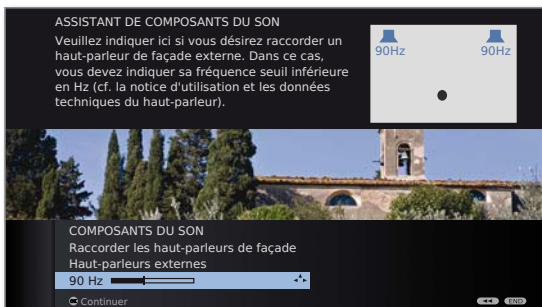 ASSISTANT DE COMPOSANTS DU SON
Veuillez indiquer ici si vous désirez raccorder un
haut-parleur de façade externe. Dans ce cas,
vous devez indiquer sa fréquence seuil inférieure
en Hz (cf. la notice d'utilisation et les données
techniques du haut-parleur).
90Hz
90Hz
COMPOSANTS DU SON
Raccorder les haut-parleurs de façade
Haut-parleurs externes
90 Hz
OK Continuer
END